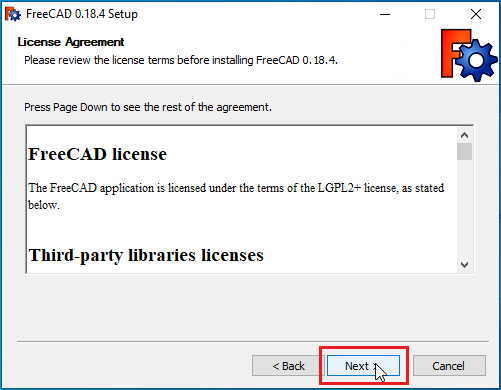 FreeCAD 0.18.4 Setup
License Agreement
Please review the license terms before installing FreeCAD 0.18.4.
Press Page Down to see the rest of the agreement.
FreeCAD license
The FreeCAD application is licensed under the terms of the LGPL2+ license, as stated
below.
Third-party libraries licenses
< Back
Next >
Cancel